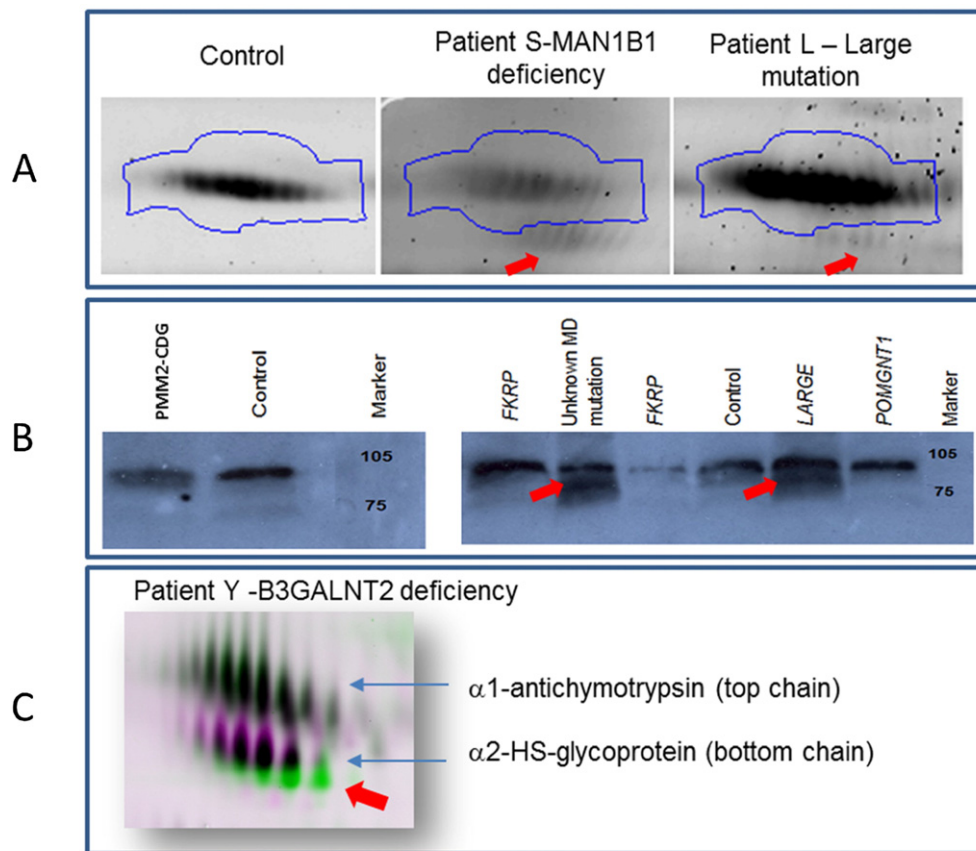 A
Control
Patient S-MAN1B1
deficiency
Patient L – Large
mutation
B
PMM2-CDG
Control
Marker
105
75
FKRP
Unknown MD
mutation
FKRP
Control
LARGE
POMGNT1
Marker
105
75
C
Patient Y -B3GALNT2 deficiency
α1-antichymotrypsin (top chain)
α2-HS-glycoprotein (bottom chain)